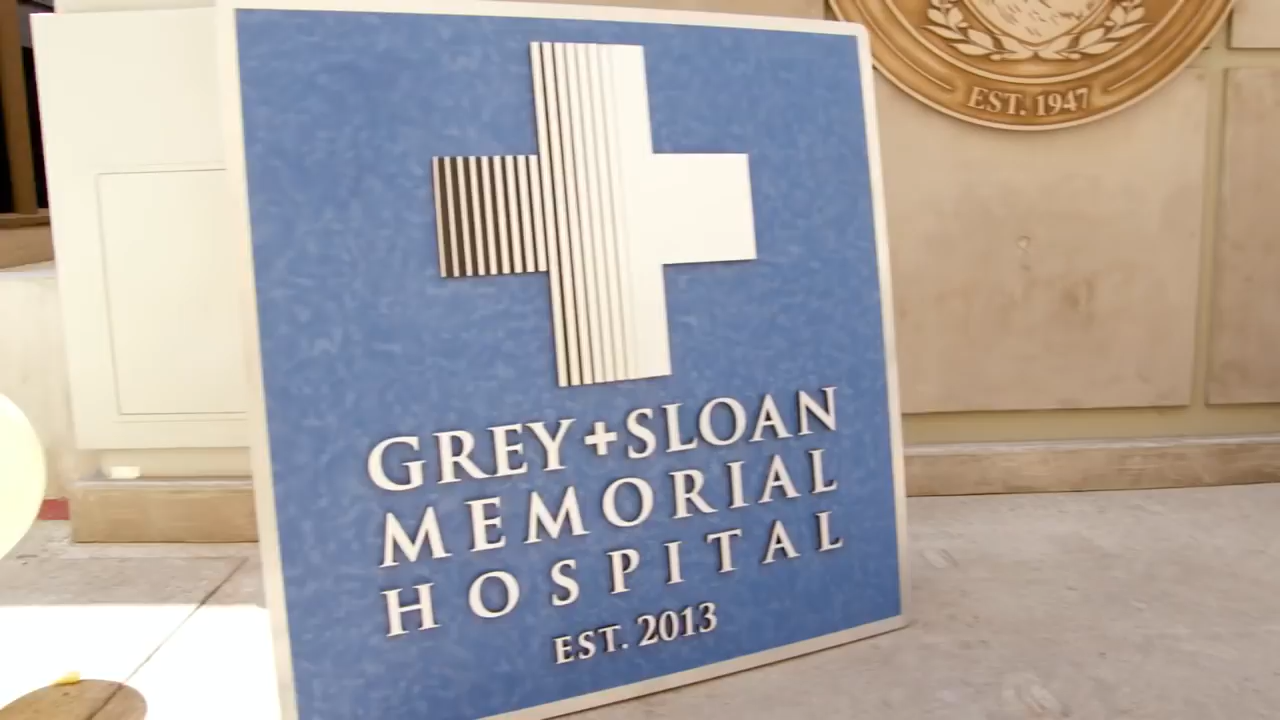 EST. 1947
GREY+SLOAN
MEMORIAL
HOSPITAL
EST. 2013